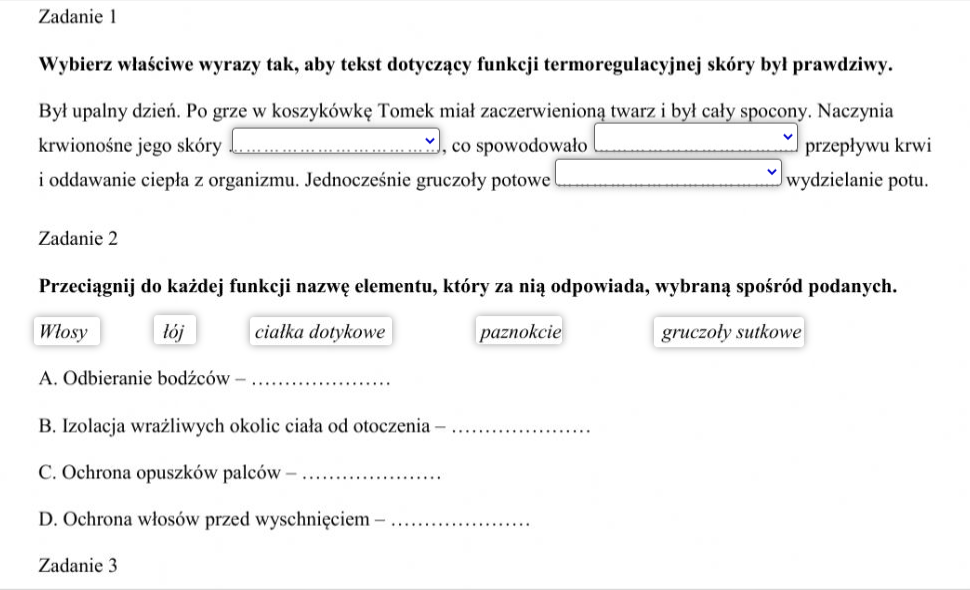 Zadanie 1
Wybierz właściwe wyrazy tak, aby tekst dotyczący funkcji termoregulacyjnej skóry był prawdziwy.
Był upalny dzień. Po grze w koszykówkę Tomek miał zaczerwienioną twarz i był cały spocony. Naczynia
krwionośne jego skóry ........................, co spowodowało ........................ przepływu krwi
i oddawanie ciepła z organizmu. Jednocześnie gruczoły potowe ........................ wydzielanie potu.
Zadanie 2
Przeciągnij do każdej funkcji nazwę elementu, który za nią odpowiada, wybraną spośród podanych.
Włosy łój ciałka dotykowe paznokcie gruczoły sutkowe
A. Odbieranie bodźców – .....................
B. Izolacja wrażliwych okolic ciała od otoczenia – .....................
C. Ochrona opuszków palców – .....................
D. Ochrona włosów przed wyschnięciem – .....................
Zadanie 3